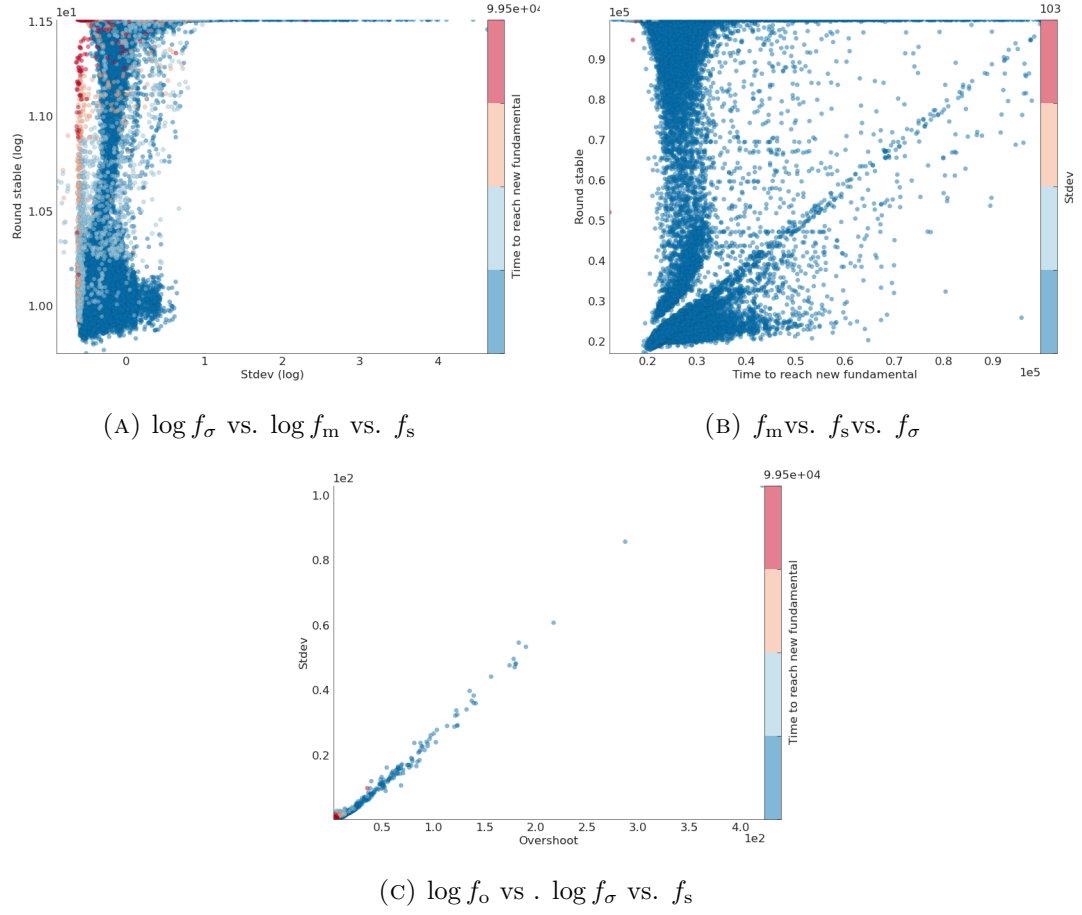 1e1
9.95e+04
1.15
1.10
1.05
1.00
Round stable (log)
0
1
2
3
4
Stdev (log)
Time to reach new fundamental
(A) log f_σ vs. log f_m vs. f_s
1e5
103
0.9
0.8
0.7
0.6
0.5
0.4
0.3
0.2
Round stable
0.2 0.3 0.4 0.5 0.6 0.7 0.8 0.9
1e5
Time to reach new fundamental
Stdev
(B) f_m vs. f_s vs. f_σ
1e2
9.95e+04
1.0
0.8
0.6
0.4
0.2
Stdev
0.5 1.0 1.5 2.0 2.5 3.0 3.5 4.0
1e2
Overshoot
Time to reach new fundamental
(C) log f_o vs . log f_σ vs. f_s